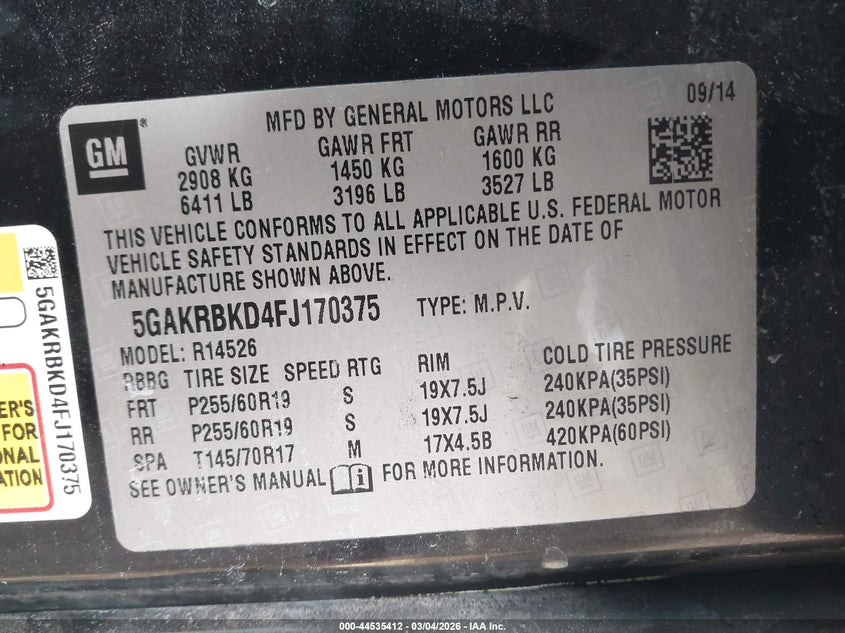 GM
®
MFD BY GENERAL MOTORS LLC
09/14
GVWR GAWR FRT GAWR RR
2908 KG 1450 KG 1600 KG
6411 LB 3196 LB 3527 LB
THIS VEHICLE CONFORMS TO ALL APPLICABLE U.S. FEDERAL MOTOR
VEHICLE SAFETY STANDARDS IN EFFECT ON THE DATE OF
MANUFACTURE SHOWN ABOVE.
5GAKRBKD4FJ170375 TYPE: M.P.V.
MODEL: R14526
RBBG TIRE SIZE SPEED RTG RIM COLD TIRE PRESSURE
FRT P255/60R19 S 19X7.5J 240KPA(35PSI)
RR P255/60R19 S 19X7.5J 240KPA(35PSI)
SPA T145/70R17 M 17X4.5B 420KPA(60PSI)
SEE OWNER'S MANUAL i FOR MORE INFORMATION.
5GAKRBKD4FJ170375
ER'S
FOR
ONAL
ATION
000-44535412 - 03/04/2026 - IAA Inc.